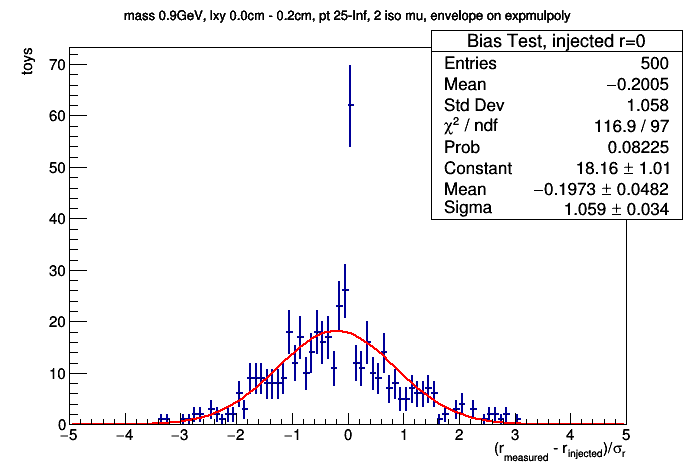 mass 0.9GeV, lxy 0.0cm - 0.2cm, pt 25-Inf, 2 iso mu, envelope on expmulpoly
Bias Test, injected r=0
Entries 500
Mean −0.2005
Std Dev 1.058
χ² / ndf 116.9 / 97
Prob 0.08225
Constant 18.16 ± 1.01
Mean −0.1973 ± 0.0482
Sigma 1.059 ± 0.034
toys
70
60
50
40
30
20
10
0
−5 −4 −3 −2 −1 0 1 2 3 4 5
(r_measured - r_injected)/σ_r